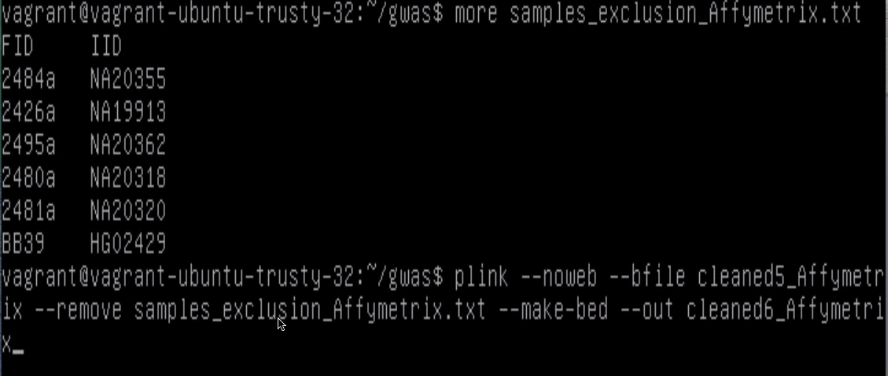 vagrant@vagrant-ubuntu-trusty-32:~/gwas$ more samples_exclusion_Affymetrix.txt
FID IID
2484a NA20355
2426a NA19913
2495a NA20362
2480a NA20318
2481a NA20320
BB39 HG02429
vagrant@vagrant-ubuntu-trusty-32:~/gwas$ plink --noweb --bfile cleaned5_Affymetr
ix --remove samples_exclusion_Affymetrix.txt --make-bed --out cleaned6_Affymetri
x_